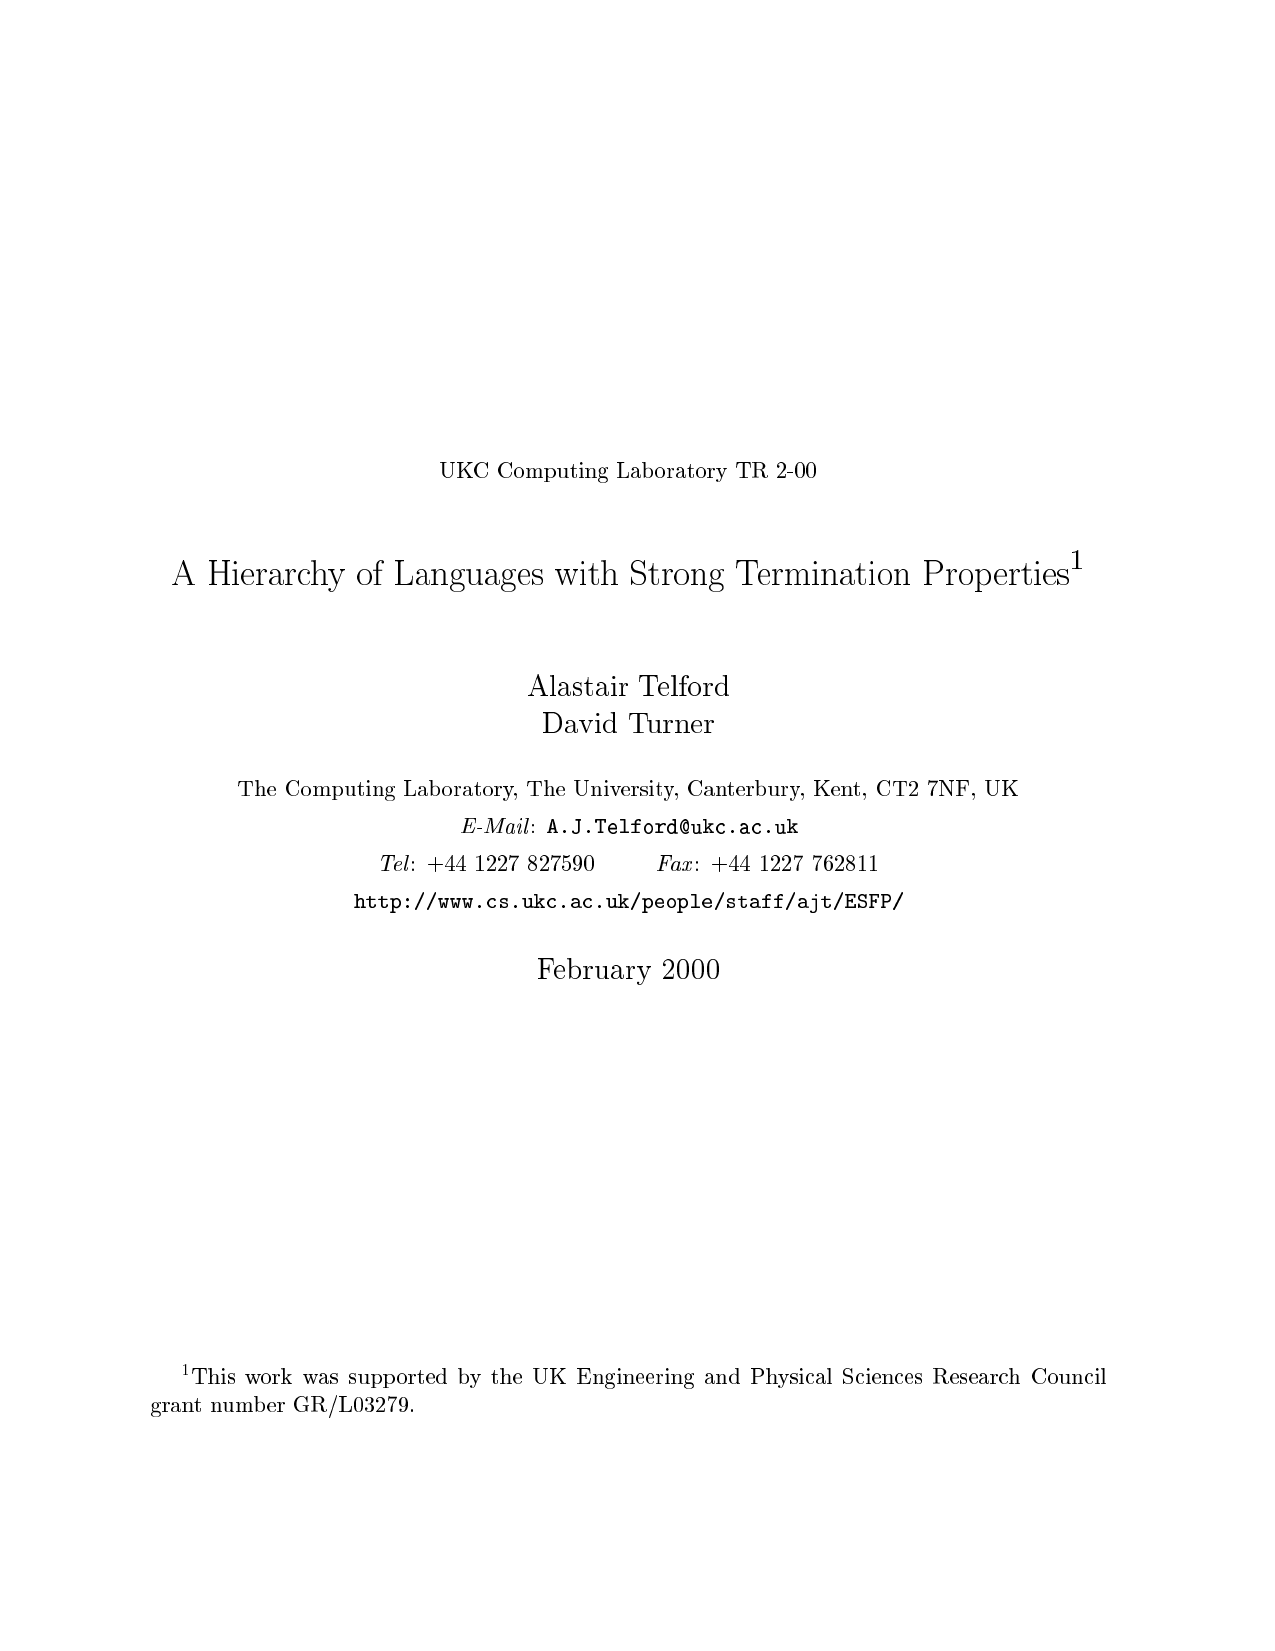 UKC Computing Laboratory TR 2-00
A Hierarchy of Languages with Strong Termination Properties¹
Alastair Telford
David Turner
The Computing Laboratory, The University, Canterbury, Kent, CT2 7NF, UK
E-Mail: A.J.Telford@ukc.ac.uk
Tel: +44 1227 827590 Fax: +44 1227 762811
http://www.cs.ukc.ac.uk/people/staff/ajt/ESFP/
February 2000
¹This work was supported by the UK Engineering and Physical Sciences Research Council
grant number GR/L03279.